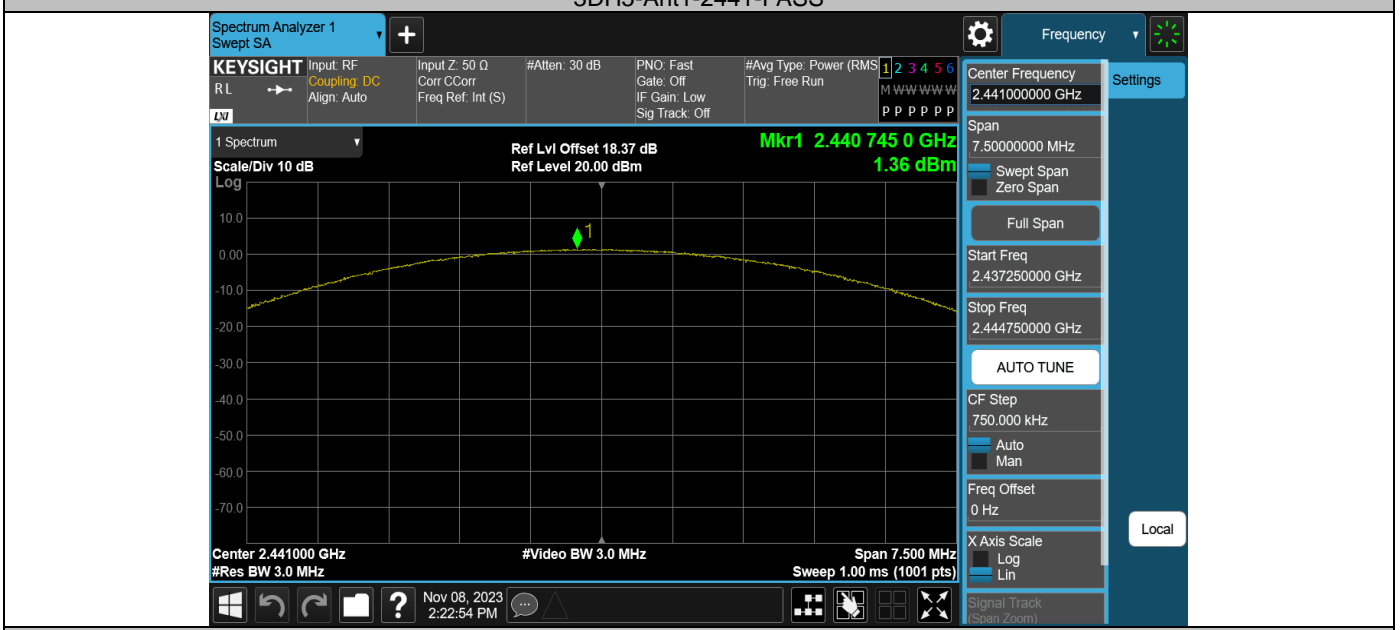 3DH5-Ant1-2441-PASS
Spectrum Analyzer 1
Swept SA
+
Frequency
KEYSIGHT
RL
LXI
Input: RF
Coupling: DC
Align: Auto
Input Z: 50 Ω
Corr CCorr
Freq Ref: Int (S)
#Atten: 30 dB
PNO: Fast
Gate: Off
IF Gain: Low
Sig Track: Off
#Avg Type: Power (RMS
Trig: Free Run
1 2 3 4 5 6
M W W W W W
P P P P P P
1 Spectrum
Scale/Div 10 dB
Log
Ref Lvl Offset 18.37 dB
Ref Level 20.00 dBm
Mkr1 2.440 745 0 GHz
1.36 dBm
1
10.0
0.00
-10.0
-20.0
-30.0
-40.0
-50.0
-60.0
-70.0
Center 2.441000 GHz
#Res BW 3.0 MHz
#Video BW 3.0 MHz
Span 7.500 MHz
Sweep 1.00 ms (1001 pts)
Center Frequency
2.441000000 GHz
Span
7.50000000 MHz
Swept Span
Zero Span
Full Span
Start Freq
2.437250000 GHz
Stop Freq
2.444750000 GHz
AUTO TUNE
CF Step
750.000 kHz
Auto
Man
Freq Offset
0 Hz
X Axis Scale
Log
Lin
Signal Track
(Span Zoom)
Settings
Local
?
Nov 08, 2023
2:22:54 PM